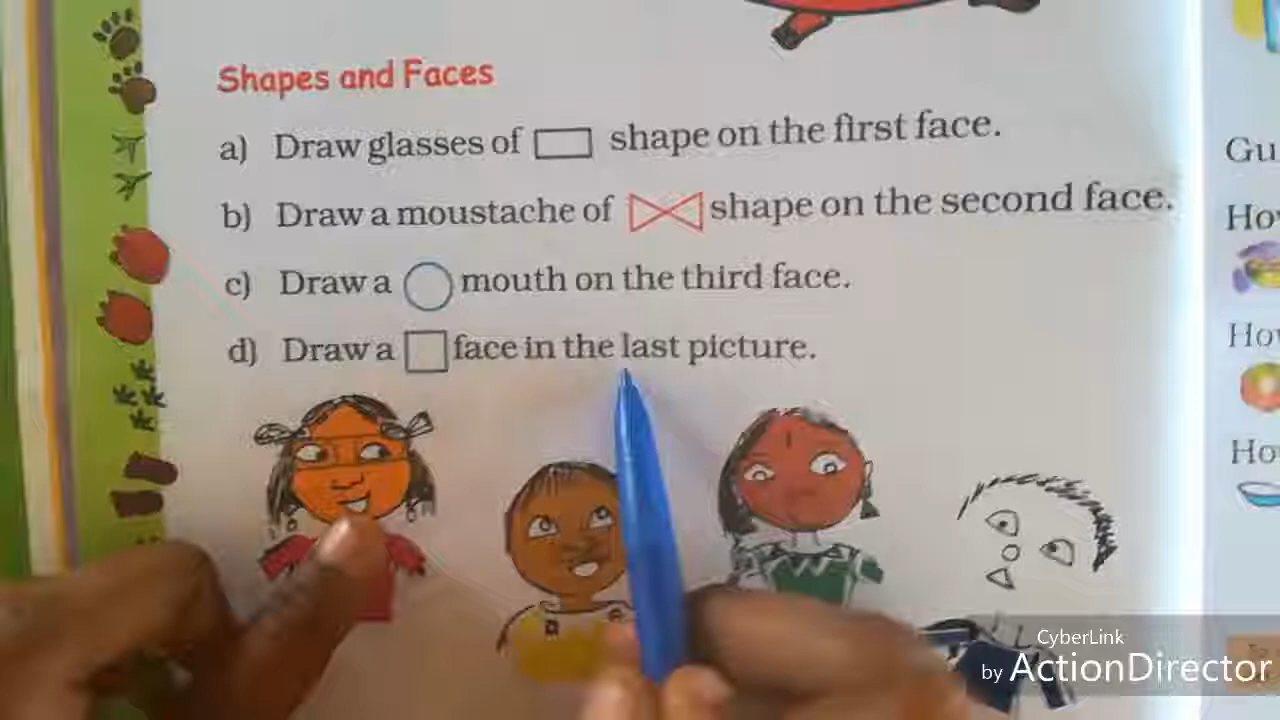 Shapes and Faces
a) Draw glasses of shape on the first face.
b) Draw a moustache of shape on the second face.
c) Draw a mouth on the third face.
d) Draw a face in the last picture.
Gu
Ho
Ho
CyberLink
by ActionDirector